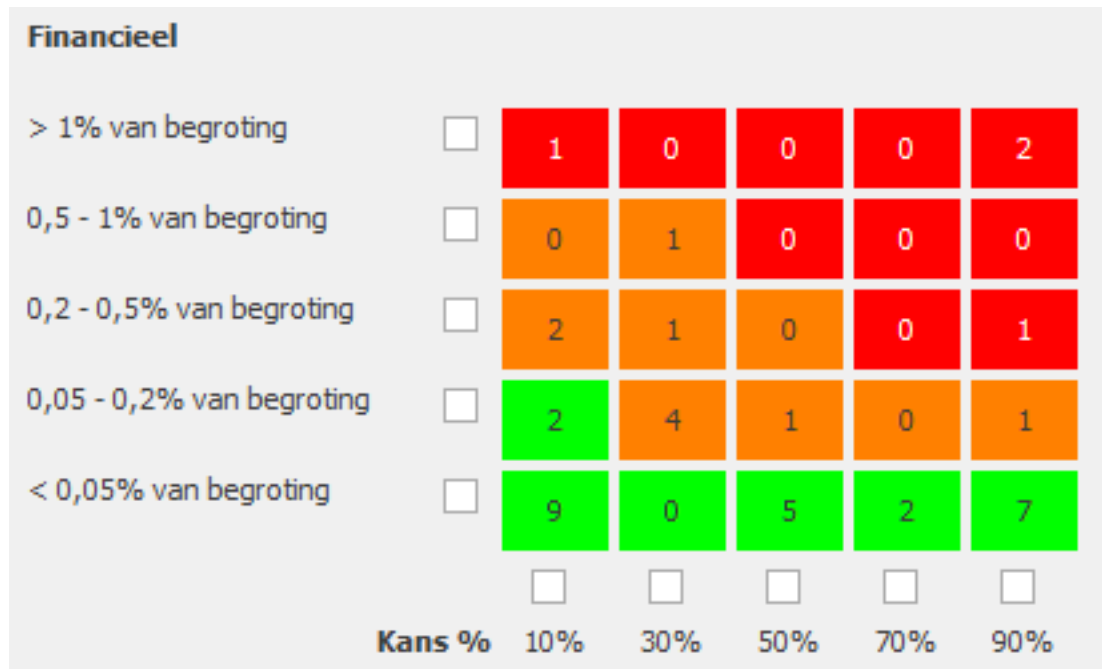 Financieel
> 1% van begroting 1 0 0 0 2
0,5 - 1% van begroting 0 1 0 0 0
0,2 - 0,5% van begroting 2 1 0 0 1
0,05 - 0,2% van begroting 2 4 1 0 1
< 0,05% van begroting 9 0 5 2 7
Kans % 10% 30% 50% 70% 90%